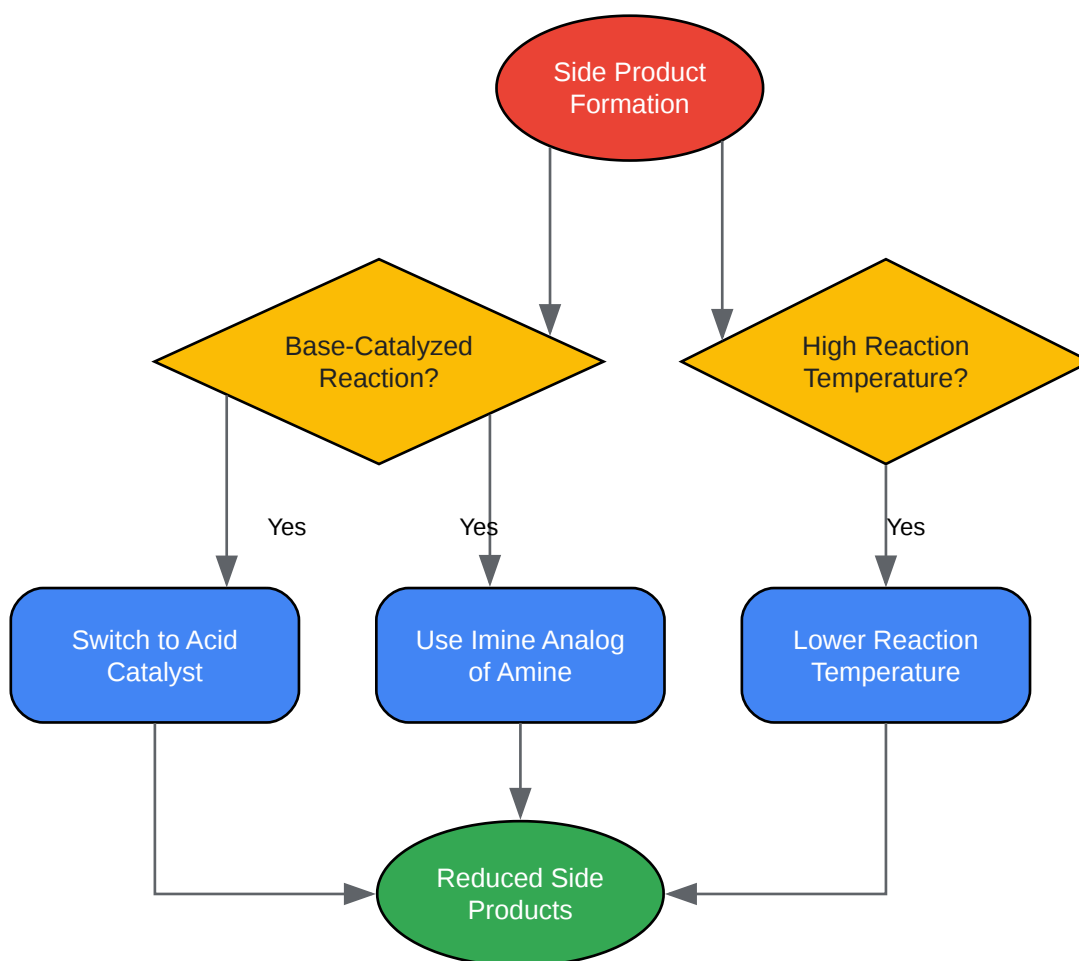 Side Product
Formation
Base-Catalyzed
Reaction?
High Reaction
Temperature?
Yes
Yes
Yes
Switch to Acid
Catalyst
Use Imine Analog
of Amine
Lower Reaction
Temperature
Reduced Side
Products